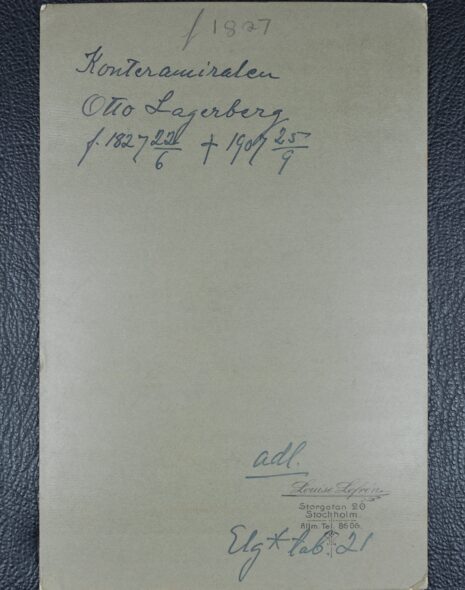 f 1827
Konteramiralen
Otto Lagerberg
f. 1827 22/6 † 1907 25/9
adl.
Louise Lofrén
Storgatan 20
Stockholm.
Allm. Tel. 8606.
Elg* tab. 21